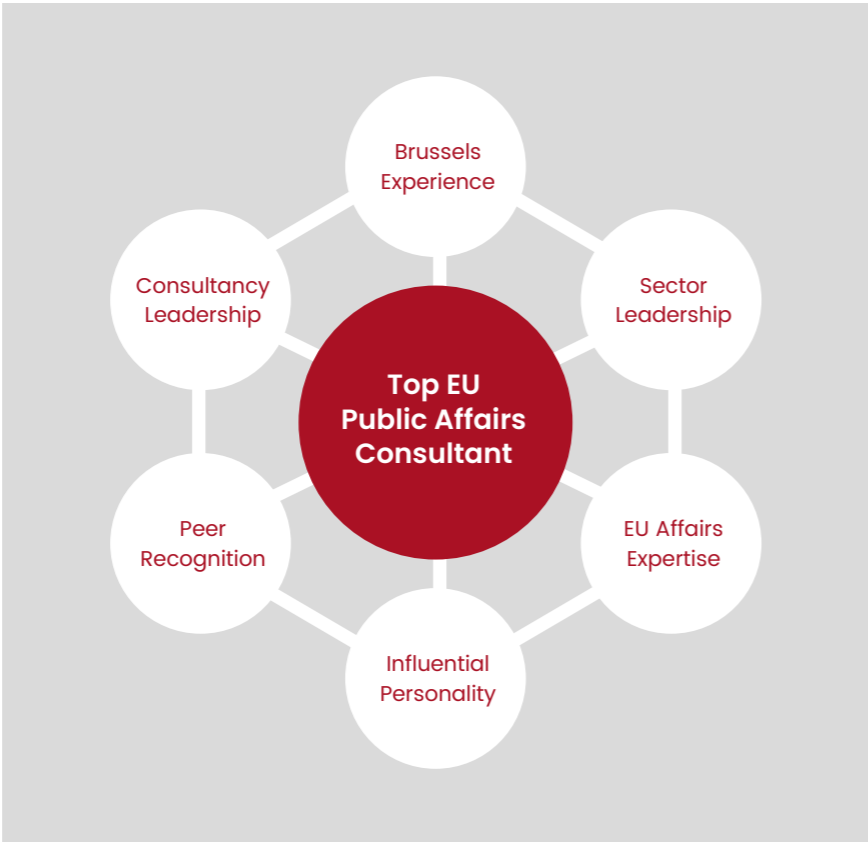 Brussels
Experience
Consultancy
Leadership
Sector
Leadership
Top EU
Public Affairs
Consultant
Peer
Recognition
EU Affairs
Expertise
Influential
Personality